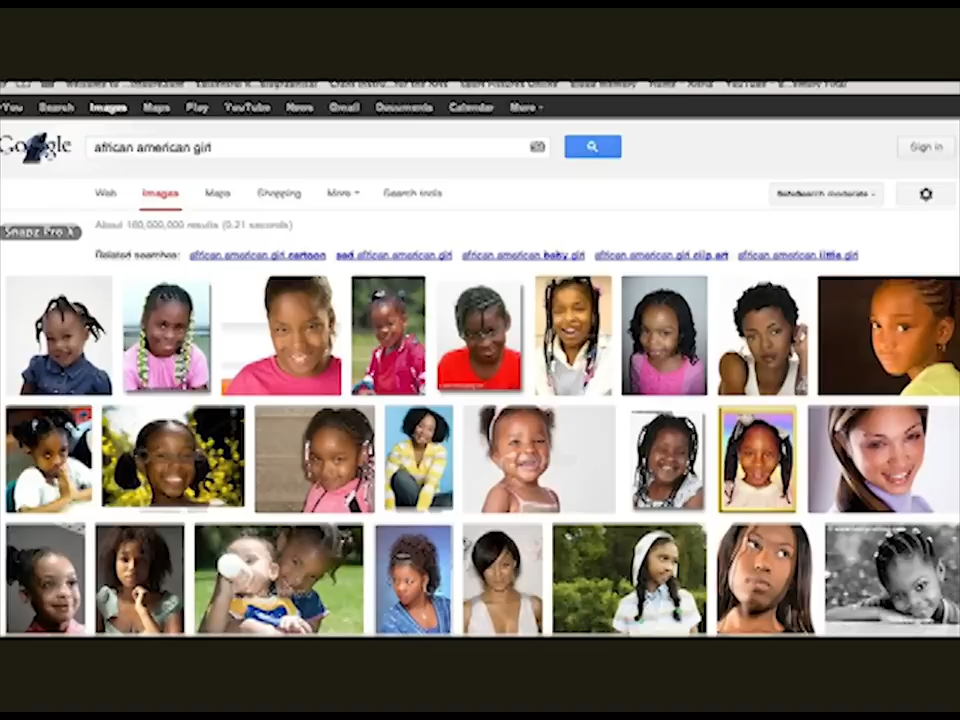 You Search Images Maps Play YouTube News Gmail Documents Calendar More
Google african american girl Sign in
Web Images Maps Shopping More Search tools SafeSearch moderate
Snapz Pro X About 160,000,000 results (0.21 seconds)
Related searches: african american girl cartoon sad african american girl african american baby girl african american girl clip art african american little girl